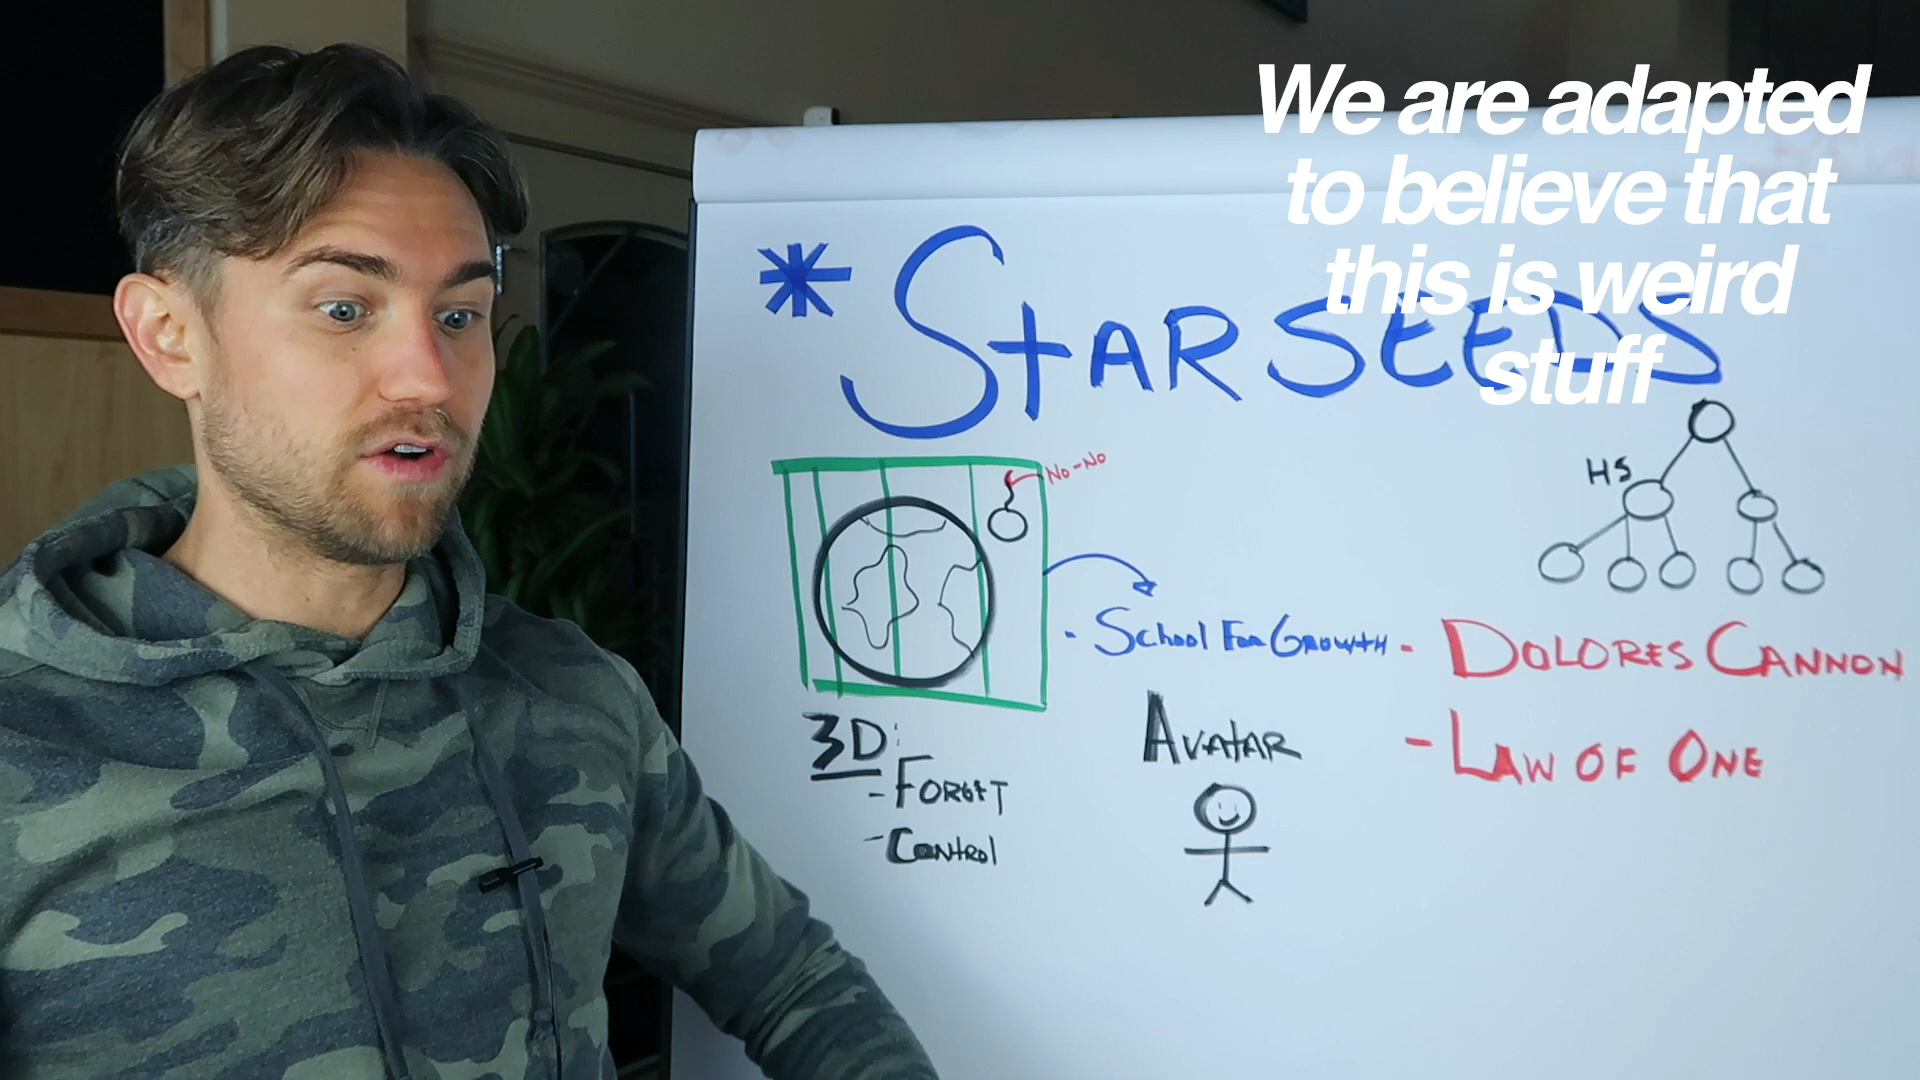 We are adapted
to believe that
this is weird
stuff
* STARSEEDS
No-No
HS
- SCHOOL FOR GROWTH
- DOLORES CANNON
3D:
- FORGET
- CONTROL
AVATAR
- LAW OF ONE